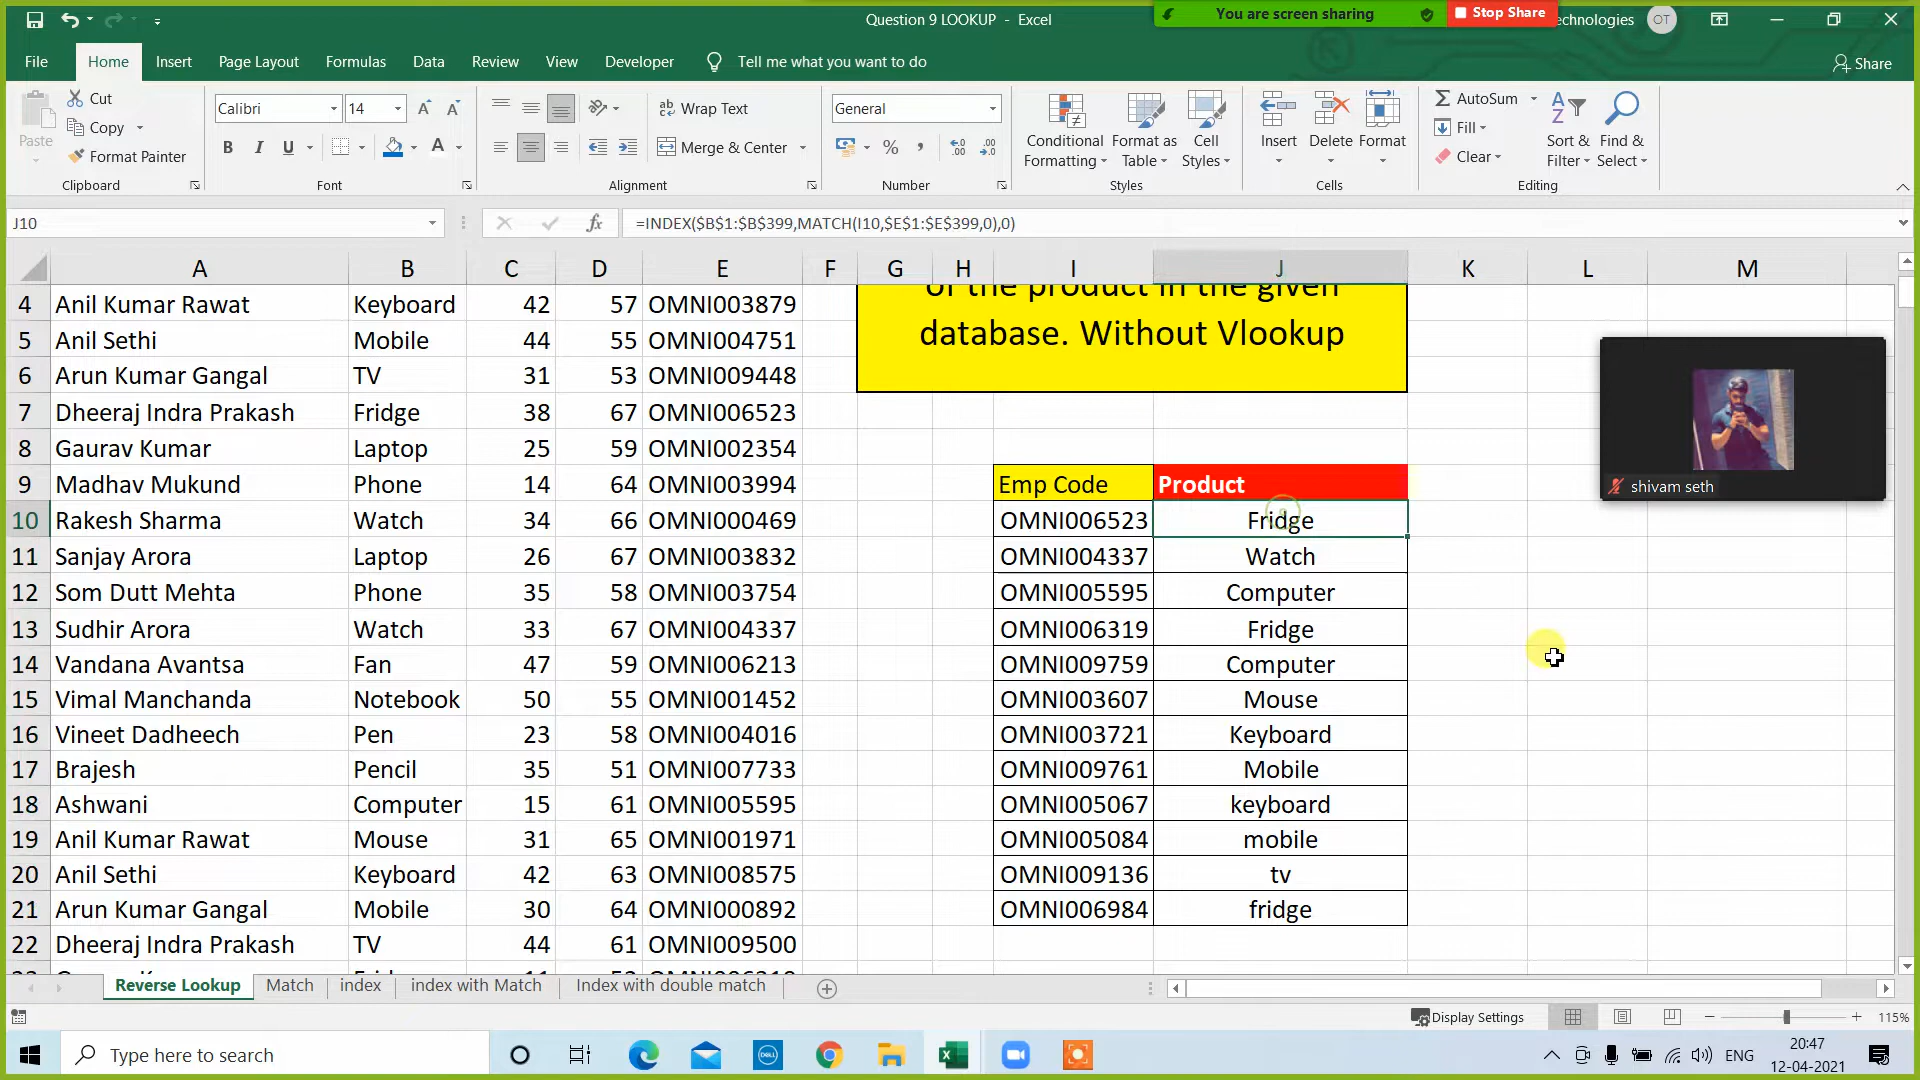 Question 9 LOOKUP - Excel
You are screen sharing
Stop Share
echnologies
OT
File
Home
Insert
Page Layout
Formulas
Data
Review
View
Developer
Tell me what you want to do
Share
Paste
Cut
Copy
Format Painter
Clipboard
Calibri
14
B I U
Font
Wrap Text
Merge & Center
Alignment
General
Number
Conditional
Formatting
Format as
Table
Cell
Styles
Styles
Insert
Delete
Format
Cells
AutoSum
Fill
Clear
Sort &
Filter
Find &
Select
Editing
J10
fx
=INDEX($B$1:$B$399,MATCH(I10,$E$1:$E$399,0),0)
A B C D E F G H I J K L M
4 Anil Kumar Rawat Keyboard 42 57 OMNI003879
5 Anil Sethi Mobile 44 55 OMNI004751
6 Arun Kumar Gangal TV 31 53 OMNI009448
7 Dheeraj Indra Prakash Fridge 38 67 OMNI006523
8 Gaurav Kumar Laptop 25 59 OMNI002354
9 Madhav Mukund Phone 14 64 OMNI003994
10 Rakesh Sharma Watch 34 66 OMNI000469
11 Sanjay Arora Laptop 26 67 OMNI003832
12 Som Dutt Mehta Phone 35 58 OMNI003754
13 Sudhir Arora Watch 33 67 OMNI004337
14 Vandana Avantsa Fan 47 59 OMNI006213
15 Vimal Manchanda Notebook 50 55 OMNI001452
16 Vineet Dadheech Pen 23 58 OMNI004016
17 Brajesh Pencil 35 51 OMNI007733
18 Ashwani Computer 15 61 OMNI005595
19 Anil Kumar Rawat Mouse 31 65 OMNI001971
20 Anil Sethi Keyboard 42 63 OMNI008575
21 Arun Kumar Gangal Mobile 30 64 OMNI000892
22 Dheeraj Indra Prakash TV 44 61 OMNI009500
of the product in the given
database. Without Vlookup
Emp Code Product
OMNI006523 Fridge
OMNI004337 Watch
OMNI005595 Computer
OMNI006319 Fridge
OMNI009759 Computer
OMNI003607 Mouse
OMNI003721 Keyboard
OMNI009761 Mobile
OMNI005067 keyboard
OMNI005084 mobile
OMNI009136 tv
OMNI006984 fridge
shivam seth
Reverse Lookup
Match
index
index with Match
Index with double match
Display Settings
115%
Type here to search
DELL
ENG
20:47
12-04-2021